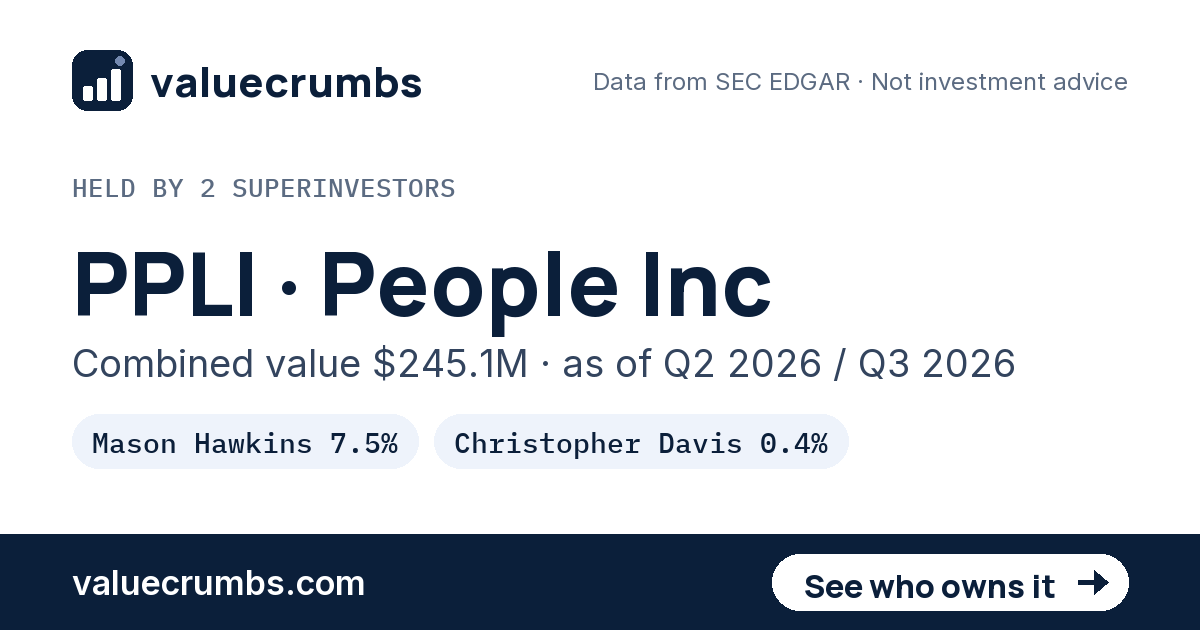 valuecrumbs
Data from SEC EDGAR · Not investment advice
HELD BY 2 SUPERINVESTORS
PPLI · People Inc
Combined value $245.1M · as of Q2 2026 / Q3 2026
Mason Hawkins 7.5%
Christopher Davis 0.4%
valuecrumbs.com
See who owns it →